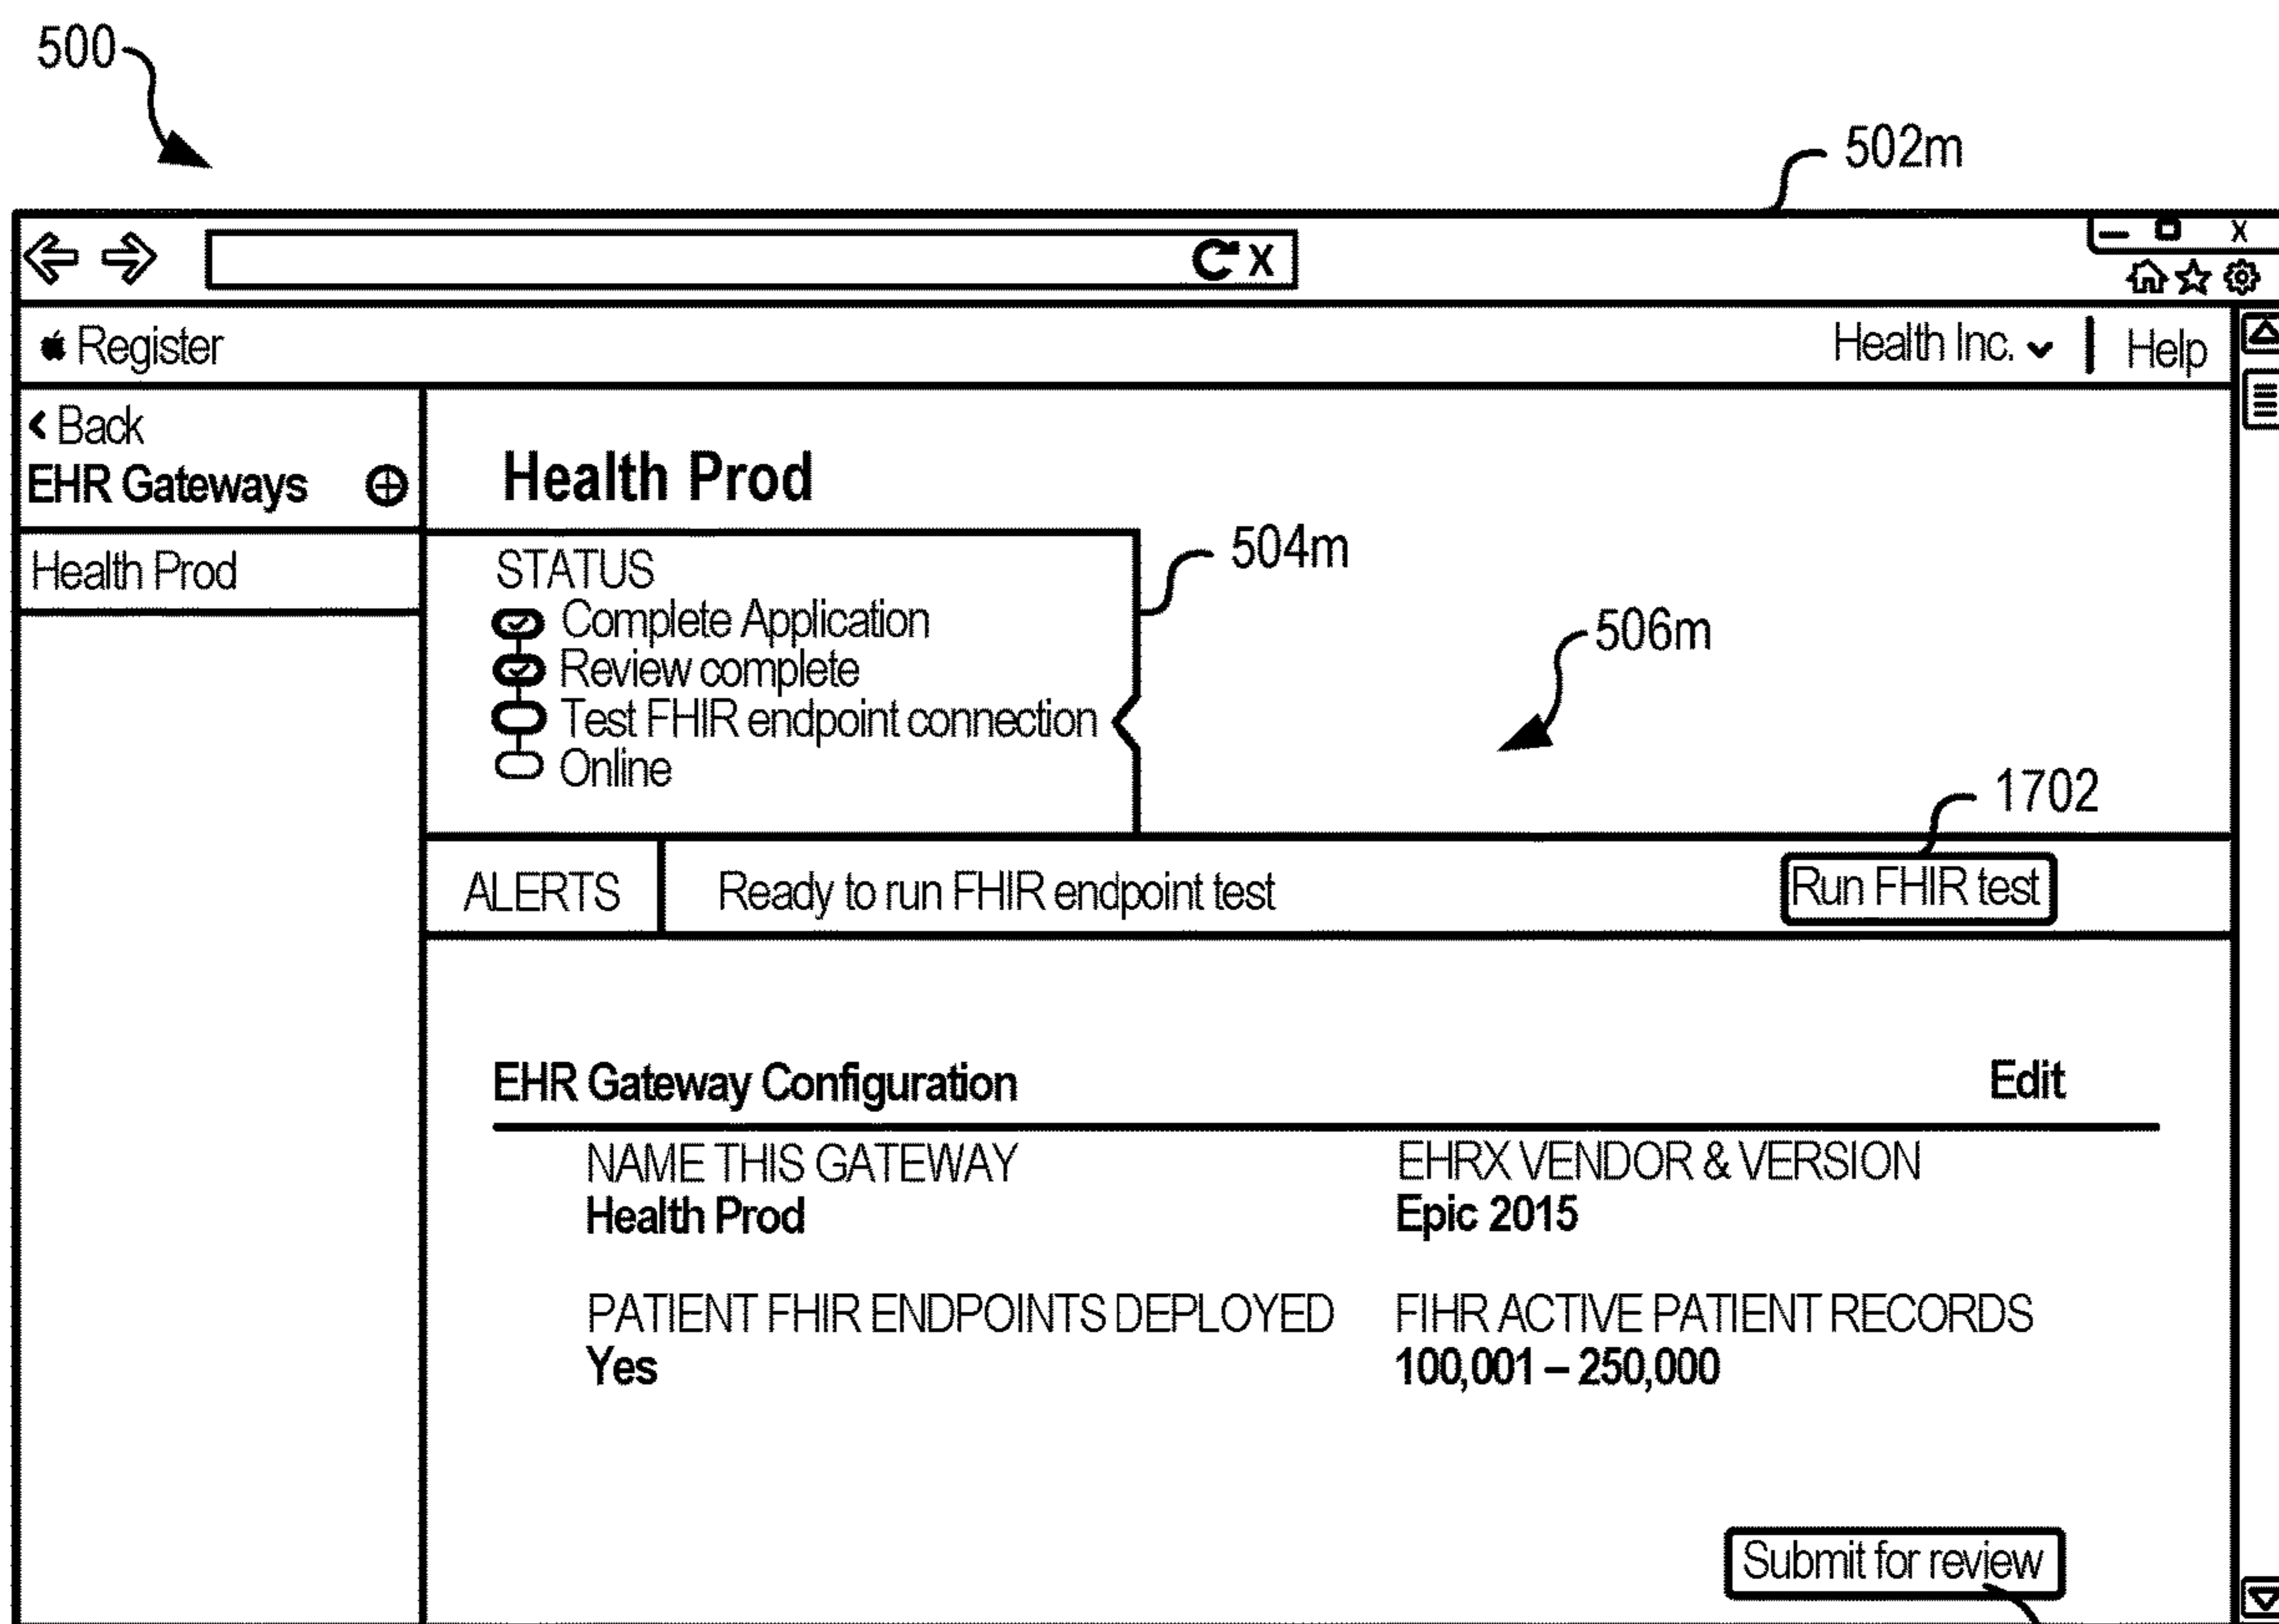 500
502m
X
X
Register
Health Inc.
Help
Back
EHR Gateways
Health Prod
Health Prod
STATUS
Complete Application
Review complete
Test FHIR endpoint connection
Online
504m
506m
1702
ALERTS
Ready to run FHIR endpoint test
Run FHIR test
EHR Gateway Configuration
Edit
NAME THIS GATEWAY
Health Prod
EHRX VENDOR & VERSION
Epic 2015
PATIENT FHIR ENDPOINTS DEPLOYED
Yes
FIHR ACTIVE PATIENT RECORDS
100,001 – 250,000
Submit for review